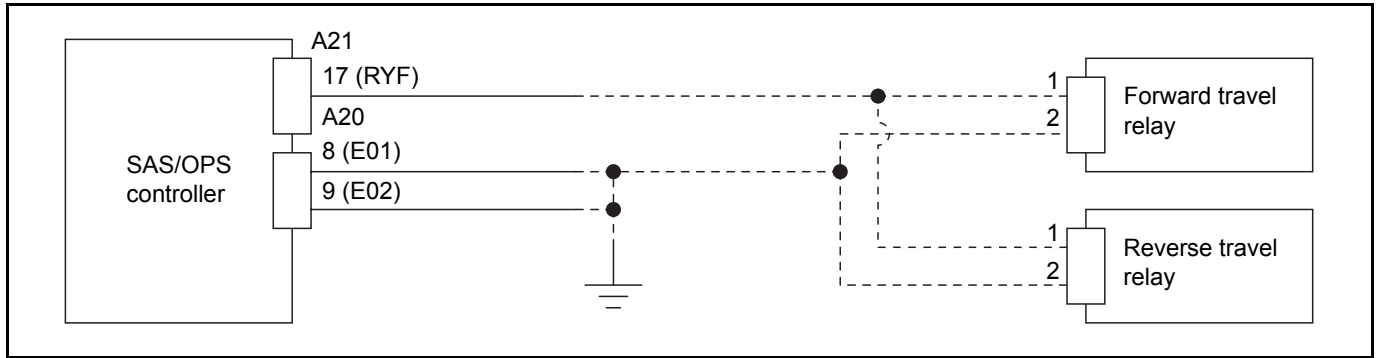 A21
17 (RYF)
A20
8 (E01)
9 (E02)
SAS/OPS
controller
1
2
Forward travel
relay
1
2
Reverse travel
relay